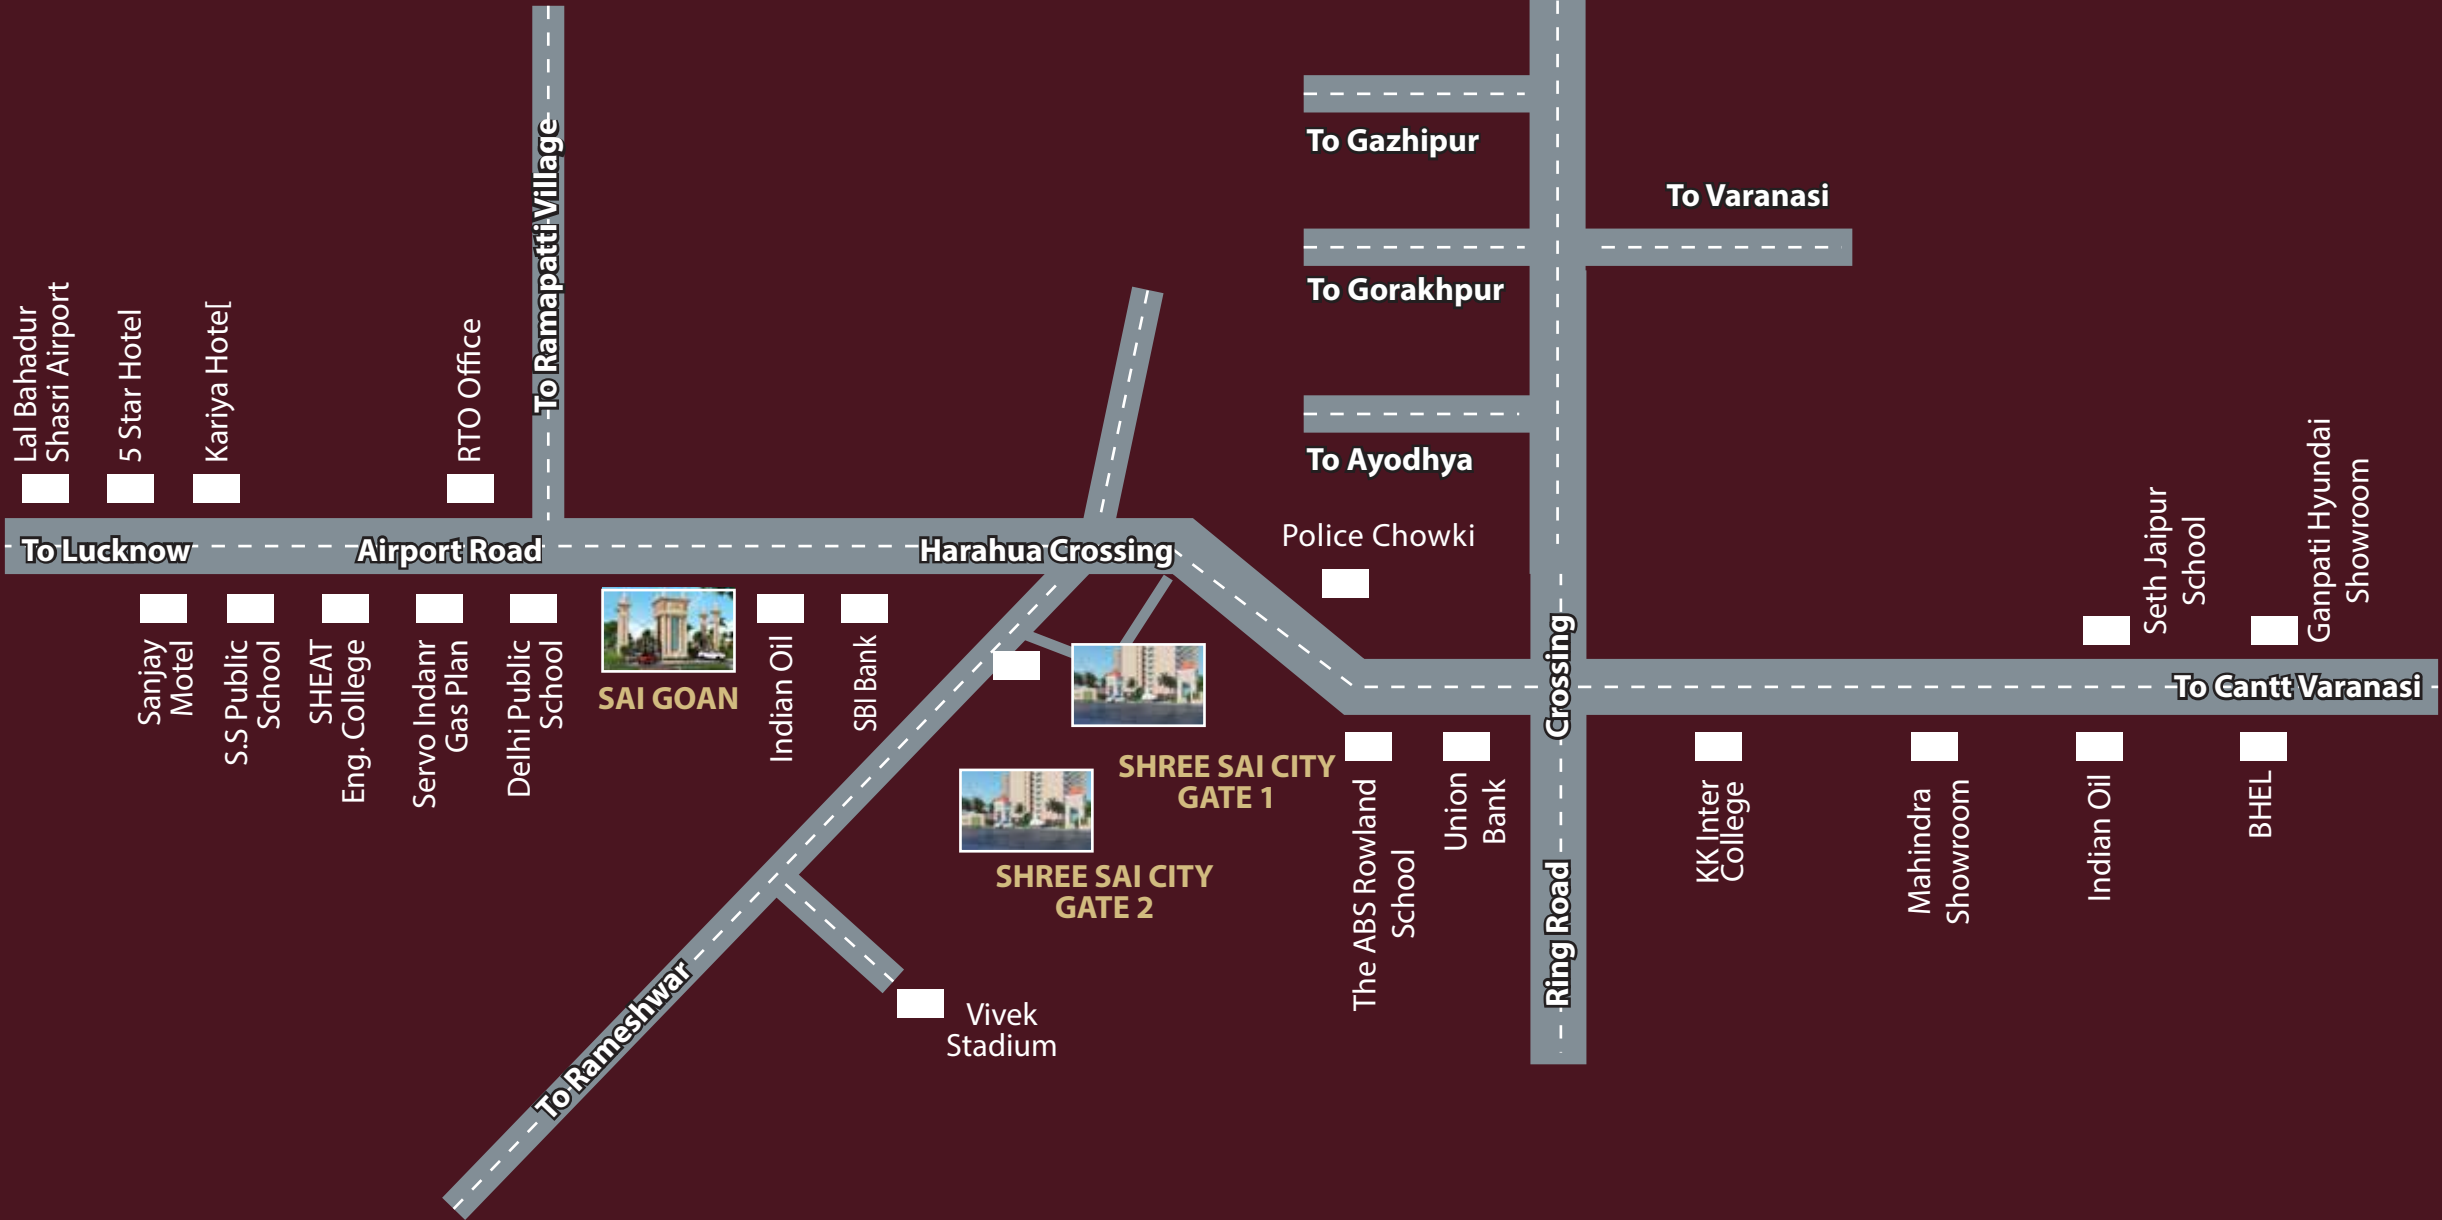 To Gazhipur
To Varanasi
To Gorakhpur
To Ayodhya
To Ramapatti Village
Lal Bahadur
Shasri Airport
5 Star Hotel
Kariya Hote[
RTO Office
To Lucknow
Airport Road
Harahua Crossing
Police Chowki
Seth Jaipur
School
Ganpati Hyundai
Showroom
Sanjay
Motel
S.S Public
School
SHEAT
Eng. College
Servo Indanr
Gas Plan
Delhi Public
School
SAI GOAN
Indian Oil
SBI Bank
Crossing
To Cantt Varanasi
SHREE SAI CITY
GATE 1
SHREE SAI CITY
GATE 2
The ABS Rowland
School
Union
Bank
Ring Road
KK Inter
College
Mahindra
Showroom
Indian Oil
BHEL
To Rameshwar
Vivek
Stadium